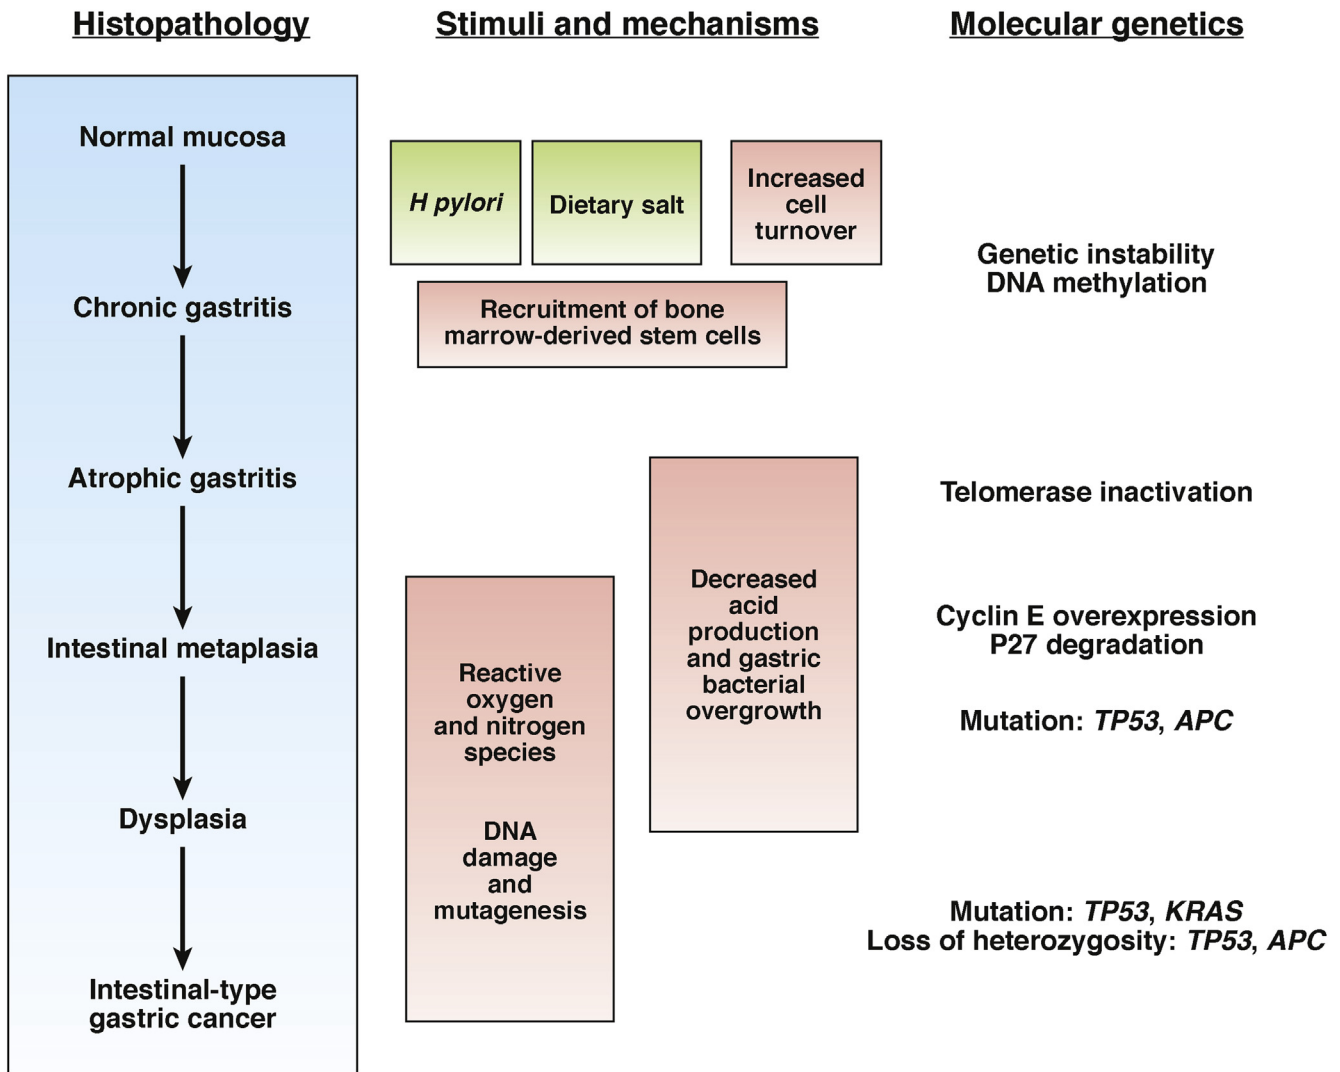 Histopathology
Stimuli and mechanisms
Molecular genetics
Normal mucosa
Chronic gastritis
Atrophic gastritis
Intestinal metaplasia
Dysplasia
Intestinal-type
gastric cancer
H pylori
Dietary salt
Increased
cell
turnover
Recruitment of bone
marrow-derived stem cells
Reactive
oxygen
and nitrogen
species
DNA
damage
and
mutagenesis
Decreased
acid
production
and gastric
bacterial
overgrowth
Genetic instability
DNA methylation
Telomerase inactivation
Cyclin E overexpression
P27 degradation
Mutation: TP53, APC
Mutation: TP53, KRAS
Loss of heterozygosity: TP53, APC